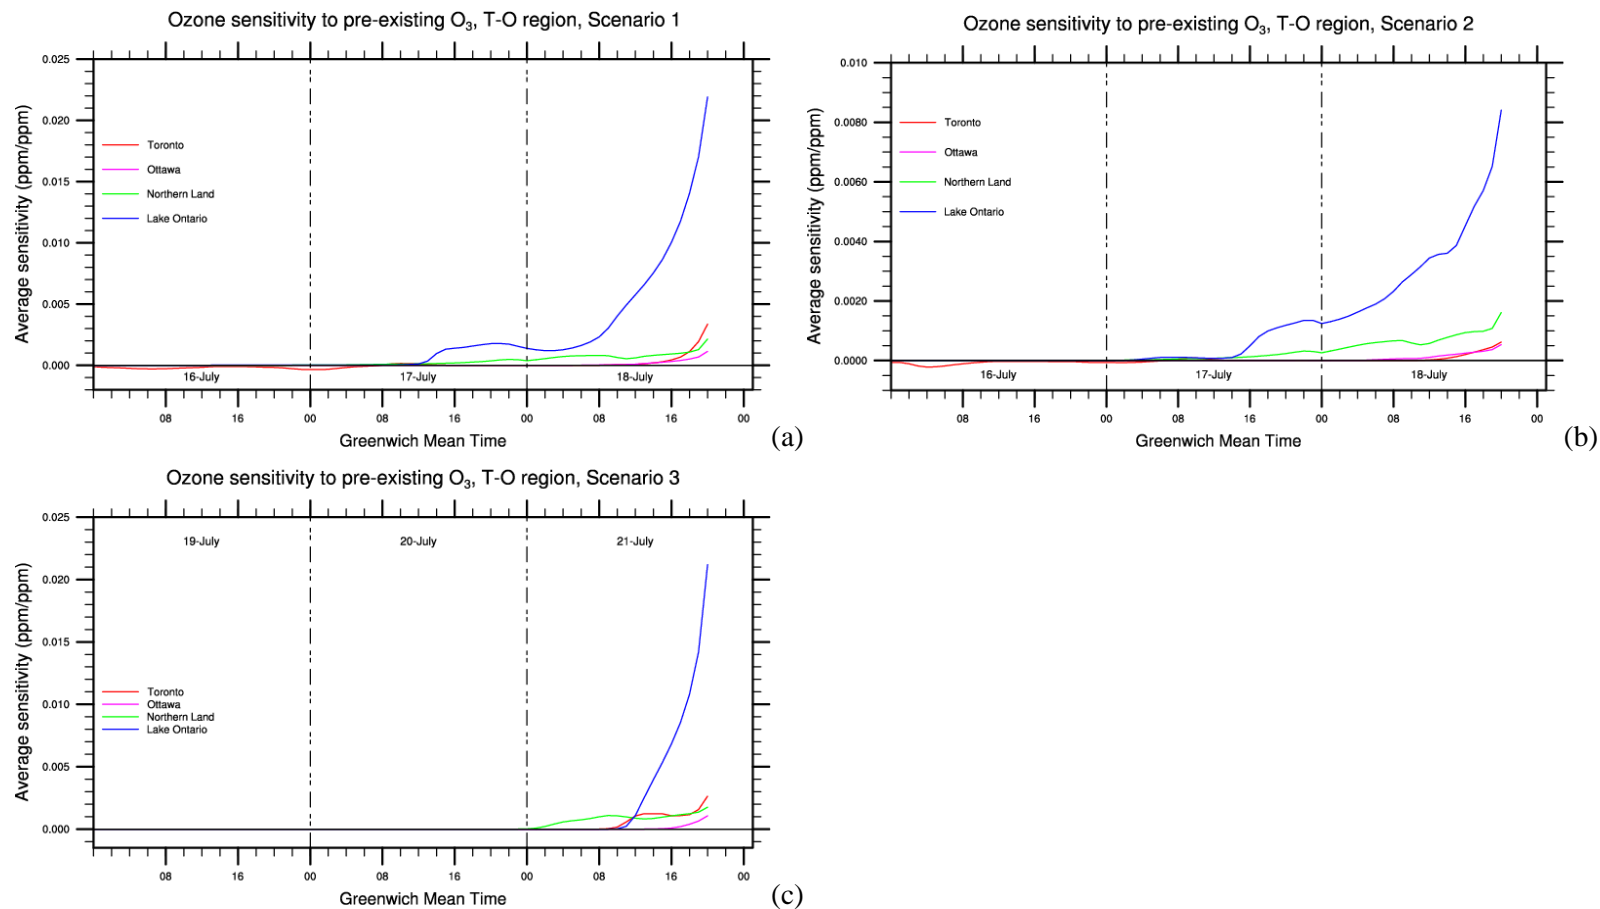 Ozone sensitivity to pre-existing O₃, T-O region, Scenario 1
Average sensitivity (ppm/ppm)
0.025
0.020
0.015
0.010
0.005
0.000
Toronto
Ottawa
Northern Land
Lake Ontario
16-July 17-July 18-July
08 16 00 08 16 00 08 16 00
Greenwich Mean Time
(a)
Ozone sensitivity to pre-existing O₃, T-O region, Scenario 2
Average sensitivity (ppm/ppm)
0.010
0.0080
0.0060
0.0040
0.0020
0.0000
Toronto
Ottawa
Northern Land
Lake Ontario
16-July 17-July 18-July
08 16 00 08 16 00 08 16 00
Greenwich Mean Time
(b)
Ozone sensitivity to pre-existing O₃, T-O region, Scenario 3
Average sensitivity (ppm/ppm)
0.025
0.020
0.015
0.010
0.005
0.000
19-July 20-July 21-July
Toronto
Ottawa
Northern Land
Lake Ontario
08 16 00 08 16 00 08 16 00
Greenwich Mean Time
(c)